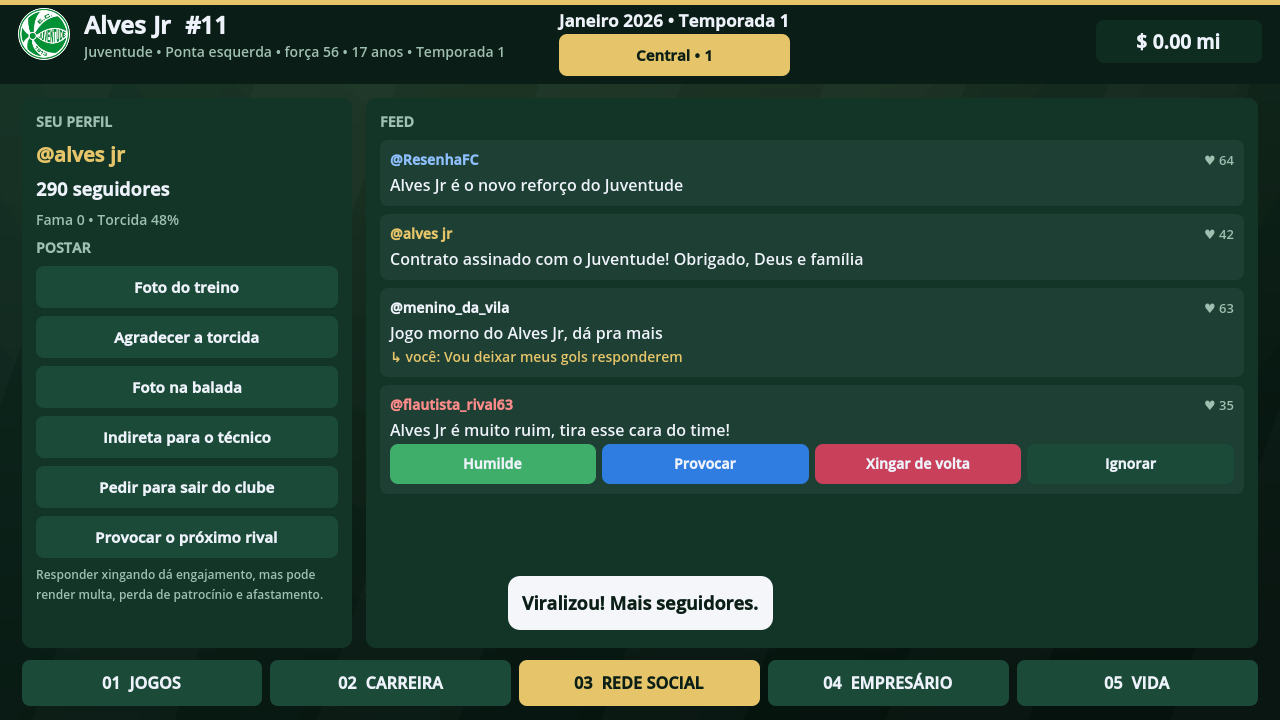 Alves Jr #11
Juventude • Ponta esquerda • força 56 • 17 anos • Temporada 1
Janeiro 2026 • Temporada 1
Central • 1
$ 0.00 mi
SEU PERFIL
@alves jr
290 seguidores
Fama 0 • Torcida 48%
POSTAR
Foto do treino
Agradecer a torcida
Foto na balada
Indireta para o técnico
Pedir para sair do clube
Provocar o próximo rival
Responder xingando dá engajamento, mas pode
render multa, perda de patrocínio e afastamento.
FEED
@ResenhaFC ♥ 64
Alves Jr é o novo reforço do Juventude
@alves jr ♥ 42
Contrato assinado com o Juventude! Obrigado, Deus e família
@menino_da_vila ♥ 63
Jogo morno do Alves Jr, dá pra mais
↳ você: Vou deixar meus gols responderem
@flautista_rival63 ♥ 35
Alves Jr é muito ruim, tira esse cara do time!
Humilde Provocar Xingar de volta Ignorar
Viralizou! Mais seguidores.
01 JOGOS 02 CARREIRA 03 REDE SOCIAL 04 EMPRESÁRIO 05 VIDA